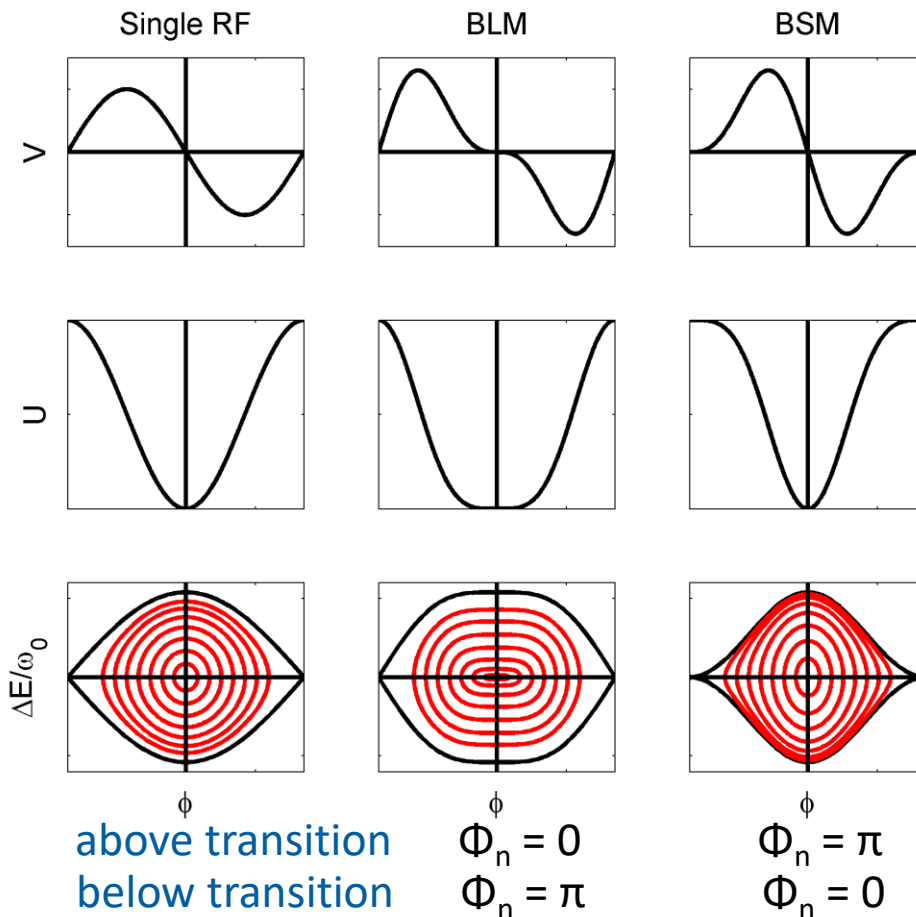 Single RF BLM BSM
V
U
ΔE/ω₀
ϕ ϕ ϕ
above transition Φₙ = 0 Φₙ = π
below transition Φₙ = π Φₙ = 0